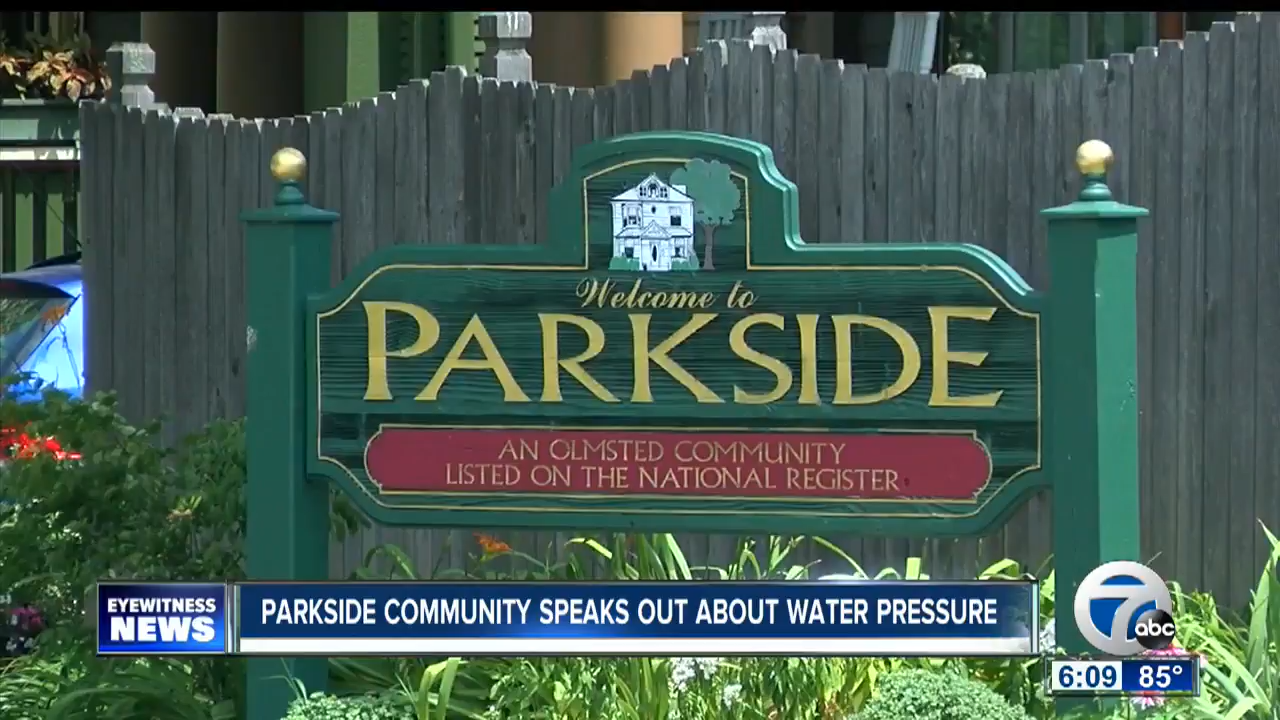 Welcome to
PARKSIDE
AN OLMSTED COMMUNITY
LISTED ON THE NATIONAL REGISTER
EYEWITNESS
NEWS
PARKSIDE COMMUNITY SPEAKS OUT ABOUT WATER PRESSURE
7
abc
6:09 85°